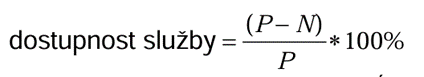 dostupnost služby = (P – N) / P * 100%